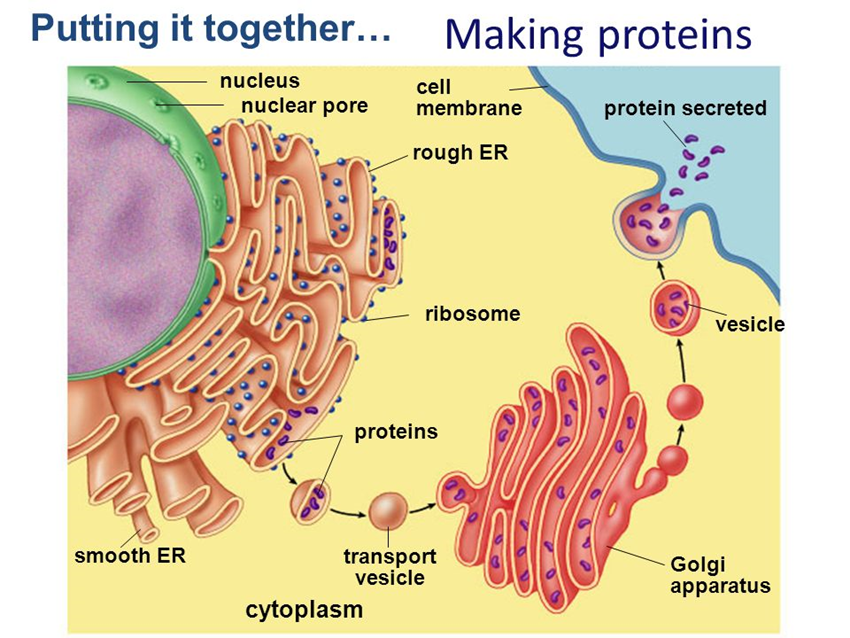 Putting it together… Making proteins
nucleus
nuclear pore
cell
membrane
protein secreted
rough ER
ribosome
vesicle
proteins
smooth ER
transport
vesicle
Golgi
apparatus
cytoplasm